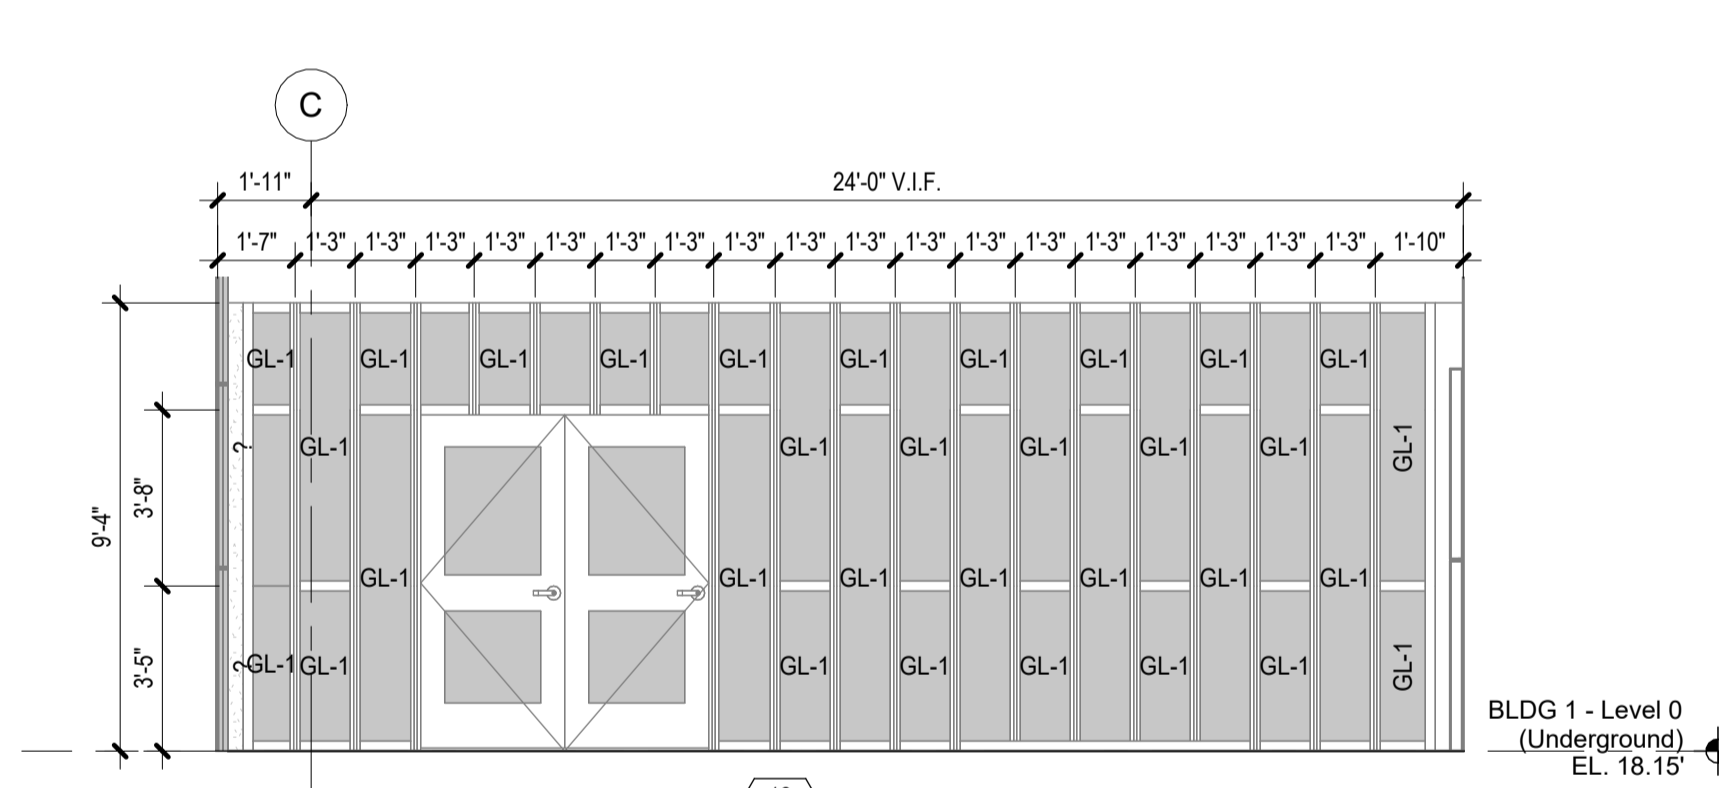 C
1'-11" 24'-0" V.I.F.
1'-7" 1'-3" 1'-3" 1'-3" 1'-3" 1'-3" 1'-3" 1'-3" 1'-3" 1'-3" 1'-3" 1'-3" 1'-3" 1'-3" 1'-3" 1'-3" 1'-3" 1'-3" 1'-3" 1'-10"
GL-1 GL-1 GL-1 GL-1 GL-1 GL-1 GL-1 GL-1 GL-1 GL-1
? GL-1 GL-1 GL-1 GL-1 GL-1 GL-1 GL-1
3'-8"
9'-4"
GL-1 GL-1 GL-1 GL-1 GL-1 GL-1 GL-1
3'-5"
? GL-1 GL-1 GL-1 GL-1 GL-1 GL-1 GL-1 GL-1
BLDG 1 - Level 0
(Underground)
EL. 18.15'